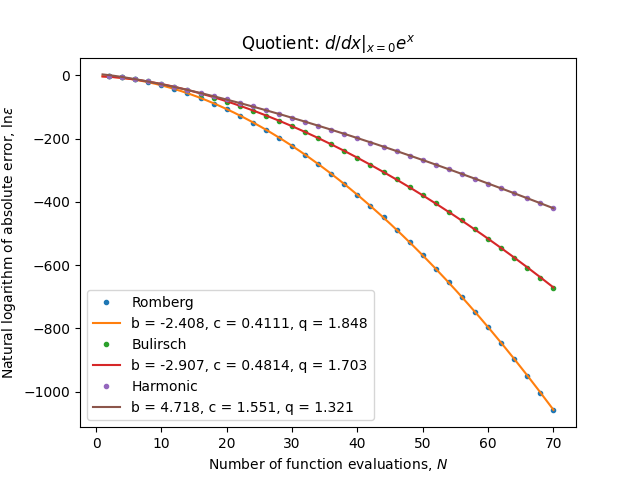 Quotient: d/dx|ₓ₌₀eˣ
Natural logarithm of absolute error, lnε
0
−200
−400
−600
−800
−1000
Romberg
b = -2.408, c = 0.4111, q = 1.848
Bulirsch
b = -2.907, c = 0.4814, q = 1.703
Harmonic
b = 4.718, c = 1.551, q = 1.321
0 10 20 30 40 50 60 70
Number of function evaluations, N